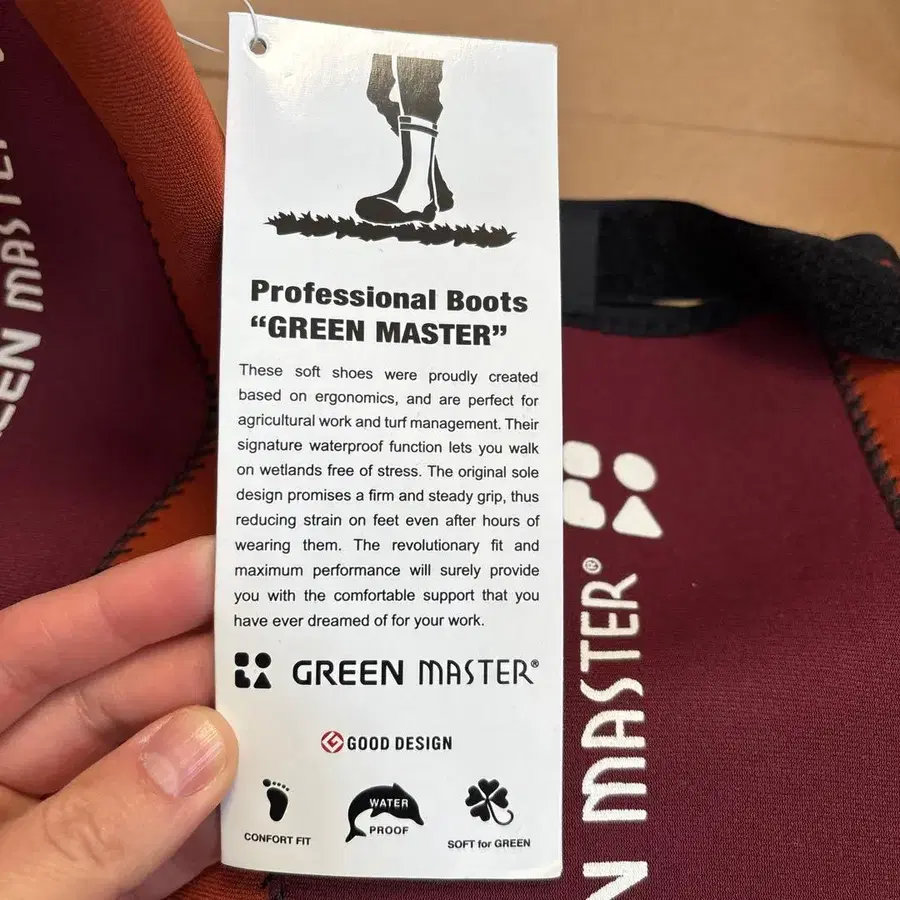 Professional Boots
“GREEN MASTER”
These soft shoes were proudly created
based on ergonomics, and are perfect for
agricultural work and turf management. Their
signature waterproof function lets you walk
on wetlands free of stress. The original sole
design promises a firm and steady grip, thus
reducing strain on feet even after hours of
wearing them. The revolutionary fit and
maximum performance will surely provide
you with the comfortable support that you
have ever dreamed of for your work.
GREEN MASTER®
GOOD DESIGN
CONFORT FIT
WATER
PROOF
SOFT for GREEN
EEN MASTER
N MASTER®